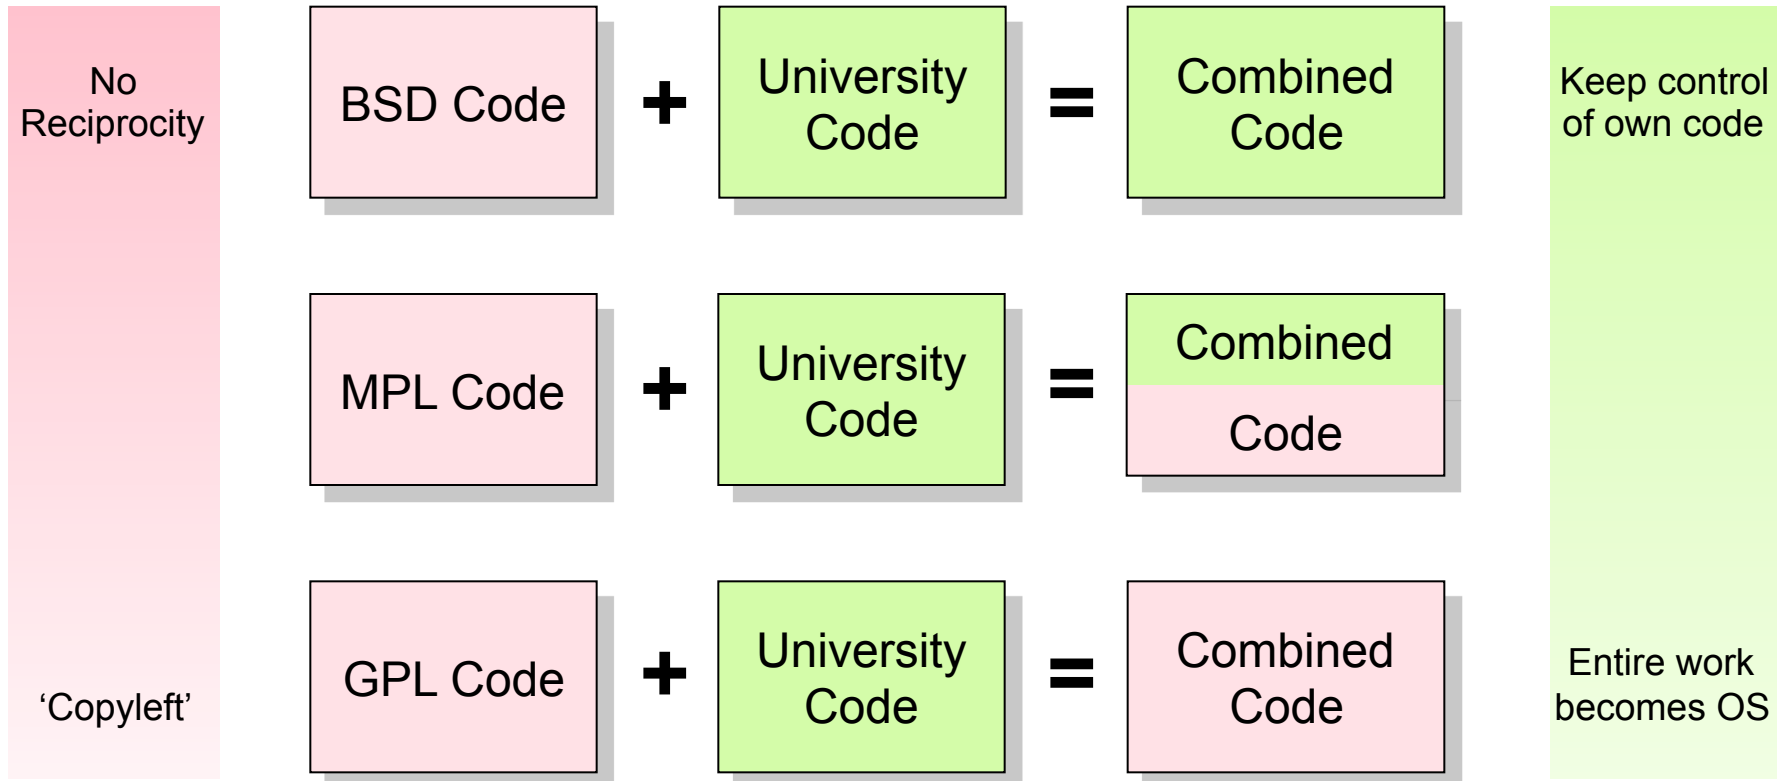 No
Reciprocity
BSD Code
+
University
Code
=
Combined
Code
Keep control
of own code
MPL Code
+
University
Code
=
Combined
Code
‘Copyleft’
GPL Code
+
University
Code
=
Combined
Code
Entire work
becomes OS